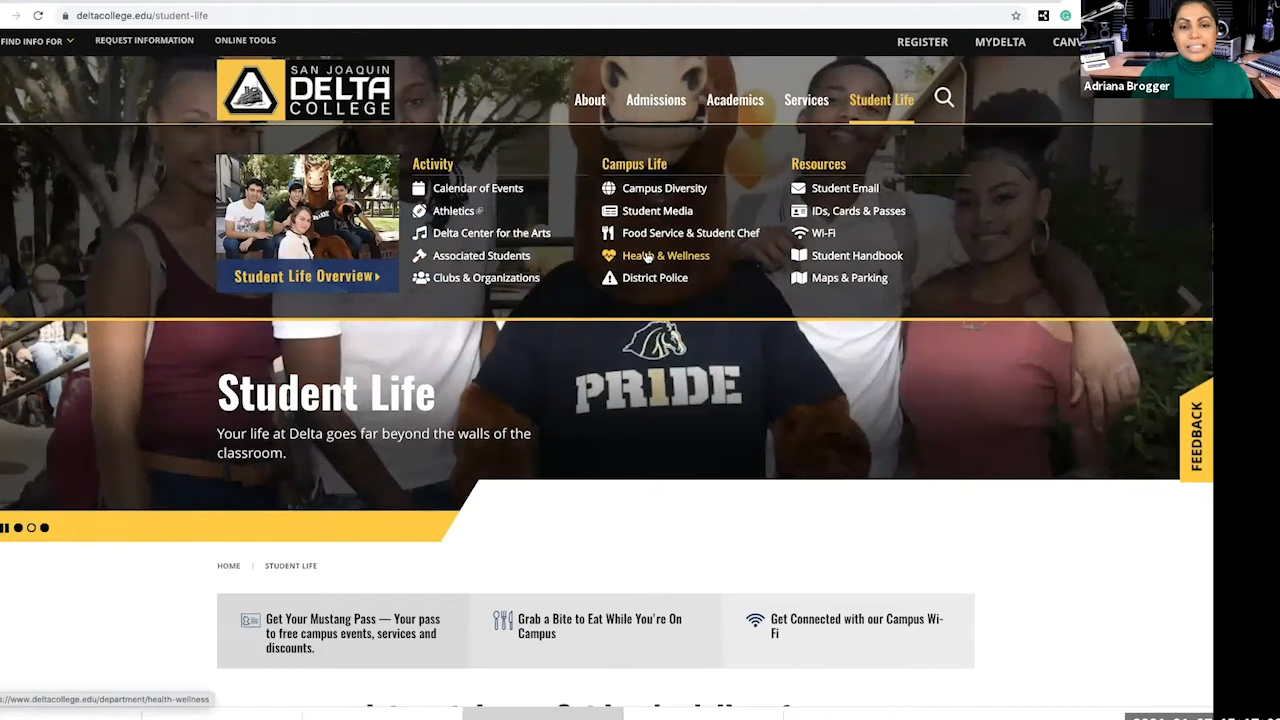 deltacollege.edu/student-life
FIND INFO FOR
REQUEST INFORMATION
ONLINE TOOLS
REGISTER
MYDELTA
Adriana Brogger
SAN JOAQUIN
DELTA
COLLEGE
About
Admissions
Academics
Services
Student Life
Activity
Calendar of Events
Athletics
Delta Center for the Arts
Associated Students
Clubs & Organizations
Campus Life
Campus Diversity
Student Media
Food Service & Student Chef
Health & Wellness
District Police
Resources
Student Email
IDs, Cards & Passes
Wi-Fi
Student Handbook
Maps & Parking
Student Life Overview
PR1DE
Student Life
Your life at Delta goes far beyond the walls of the
classroom.
FEEDBACK
HOME | STUDENT LIFE
Get Your Mustang Pass — Your pass
to free campus events, services and
discounts.
Grab a Bite to Eat While You're On
Campus
Get Connected with our Campus Wi-
Fi
s://www.deltacollege.edu/department/health-wellness